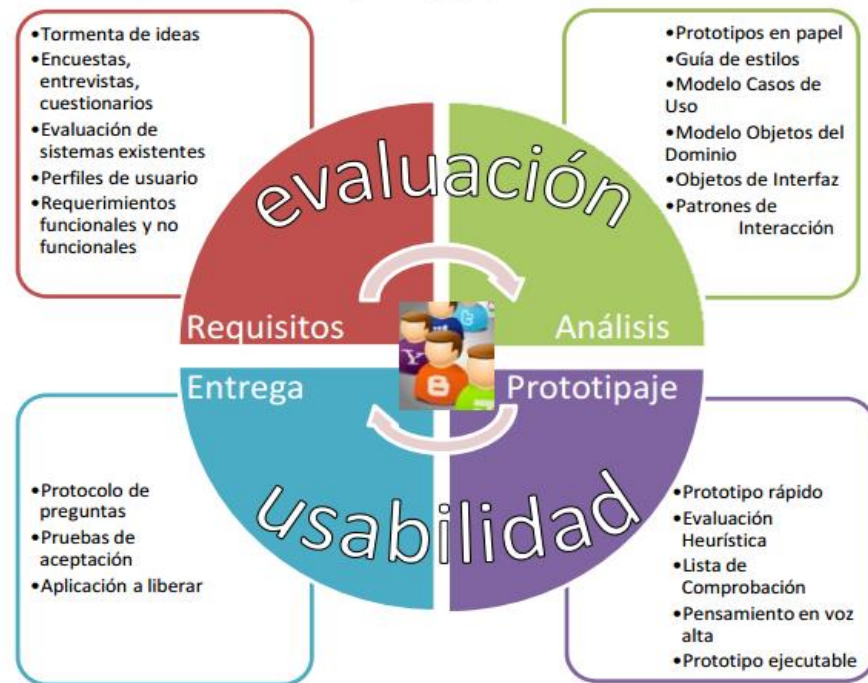 •Tormenta de ideas
•Encuestas,
entrevistas,
cuestionarios
•Evaluación de
sistemas existentes
•Perfiles de usuario
•Requerimientos
funcionales y no
funcionales
•Prototipos en papel
•Guía de estilos
•Modelo Casos de
Uso
•Modelo Objetos del
Dominio
•Objetos de Interfaz
•Patrones de
Interacción
evaluación
Requisitos
Análisis
Entrega
Prototipaje
usabilidad
•Protocolo de
preguntas
•Pruebas de
aceptación
•Aplicación a liberar
•Prototipo rápido
•Evaluación
Heurística
•Lista de
Comprobación
•Pensamiento en voz
alta
•Prototipo ejecutable